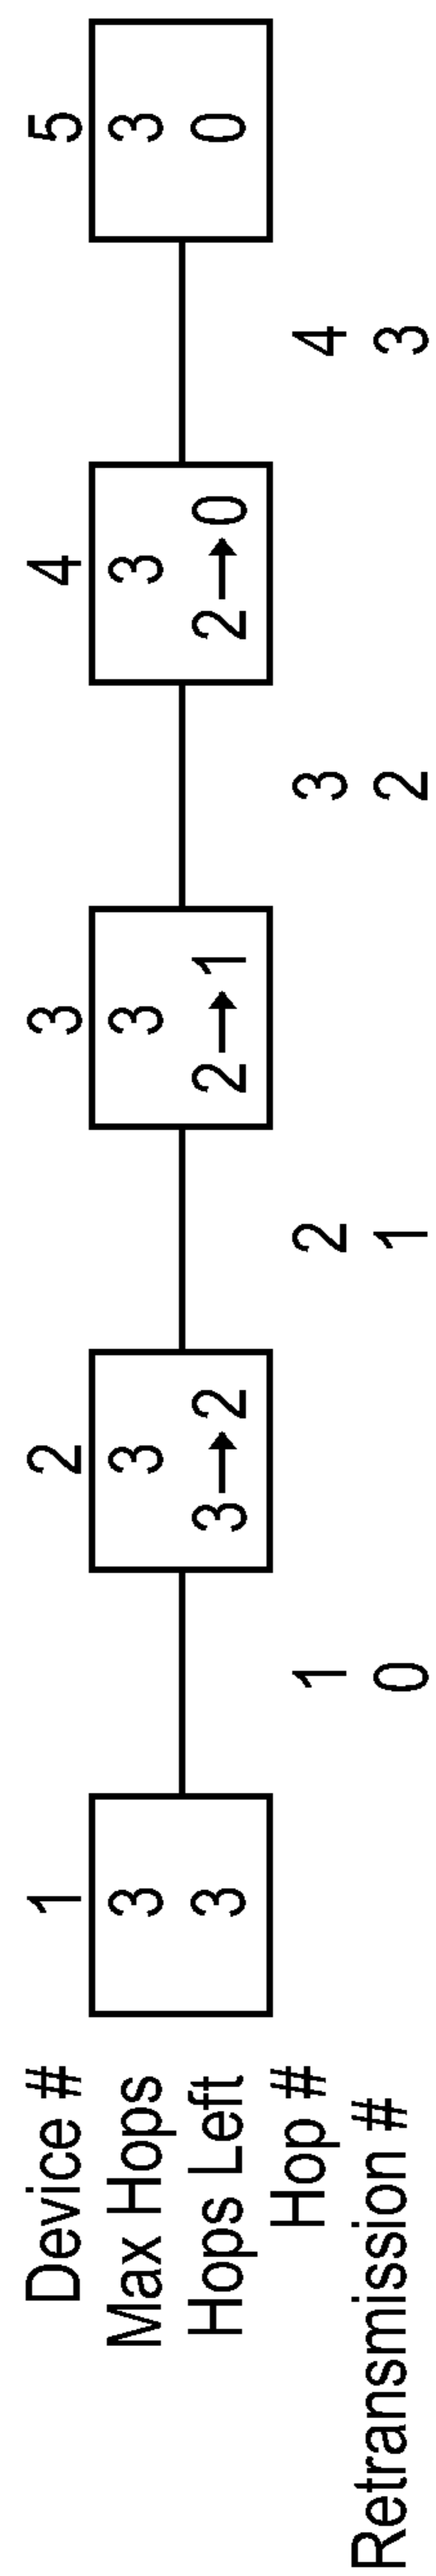 Device # 1 2 3 4 5
Max Hops 3 3 3 3 3
Hops Left 3 3→2 2→1 2→0 0
Hop # 1 2 3 4
Retransmission # 0 1 2 3